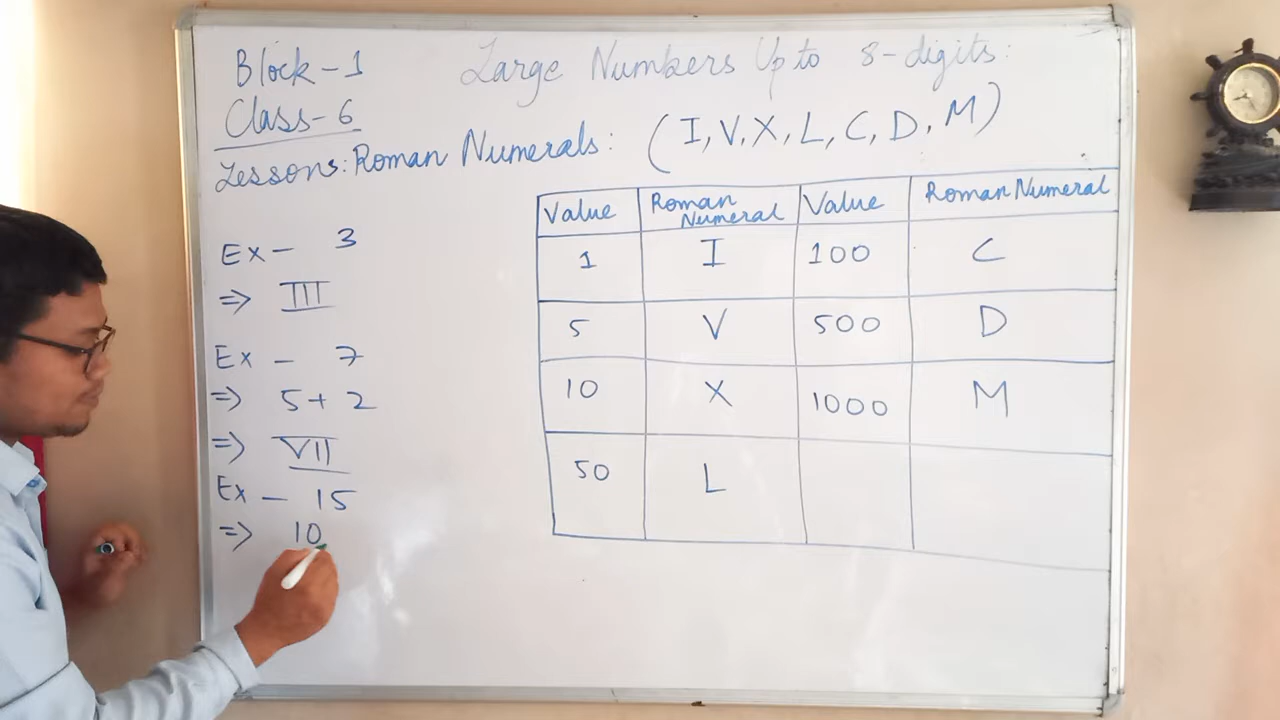 Block-1
Large Numbers Up to 8-digits:
Class-6
Lessons: Roman Numerals: (I, V, X, L, C, D, M)
Value Roman Numeral Value Roman Numeral
1 I 100 C
5 V 500 D
10 X 1000 M
50 L
Ex- 3
=> III
Ex - 7
=> 5+2
=> VII
Ex - 15
=> 10